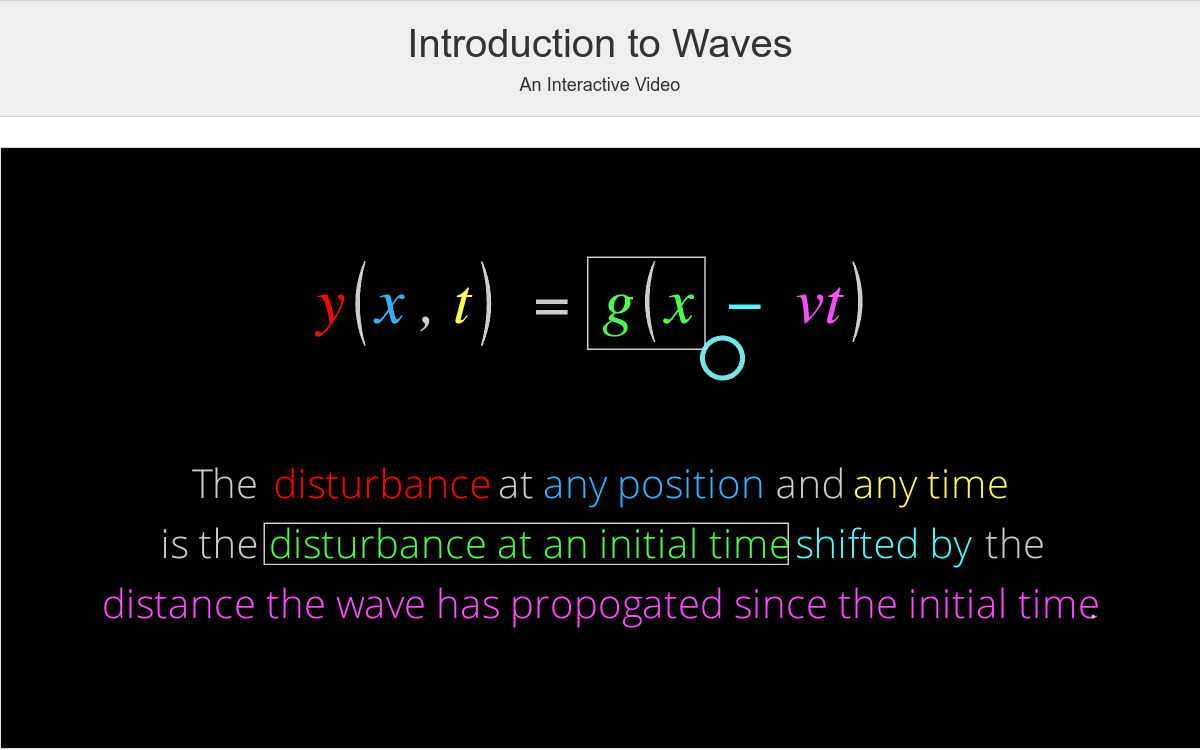 Introduction to Waves
An Interactive Video
y(x, t) = g(x − vt)
The disturbance at any position and any time
is the disturbance at an initial time shifted by the
distance the wave has propogated since the initial time.